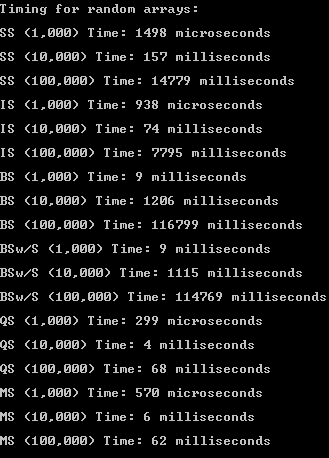 Timing for random arrays:
SS (1,000) Time: 1498 microseconds
SS (10,000) Time: 157 milliseconds
SS (100,000) Time: 14779 milliseconds
IS (1,000) Time: 938 microseconds
IS (10,000) Time: 74 milliseconds
IS (100,000) Time: 7795 milliseconds
BS (1,000) Time: 9 milliseconds
BS (10,000) Time: 1206 milliseconds
BS (100,000) Time: 116799 milliseconds
BSw/S (1,000) Time: 9 milliseconds
BSw/S (10,000) Time: 1115 milliseconds
BSw/S (100,000) Time: 114769 milliseconds
QS (1,000) Time: 299 microseconds
QS (10,000) Time: 4 milliseconds
QS (100,000) Time: 68 milliseconds
MS (1,000) Time: 570 microseconds
MS (10,000) Time: 6 milliseconds
MS (100,000) Time: 62 milliseconds